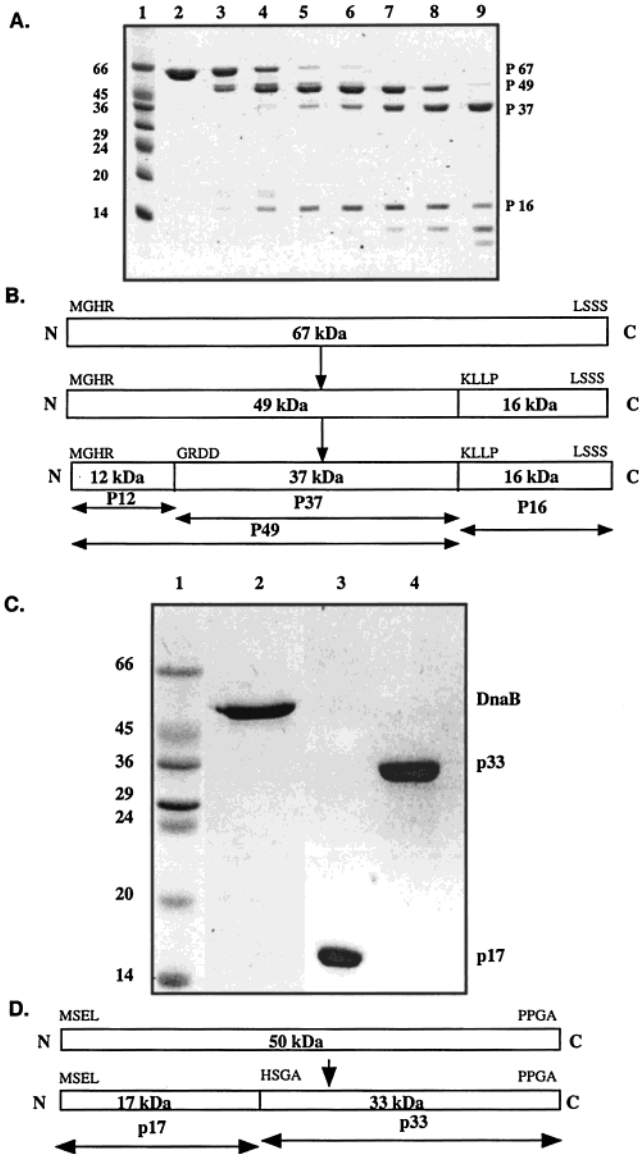 A.
1 2 3 4 5 6 7 8 9
66
45
36
29
24
20
14
P 67
P 49
P 37
P 16
B.
MGHR LSSS
N 67 kDa C
MGHR KLLP LSSS
N 49 kDa 16 kDa C
MGHR GRDD KLLP LSSS
N 12 kDa 37 kDa 16 kDa C
P12 P37 P16
P49
C.
1 2 3 4
66
45
36
29
24
20
14
DnaB
p33
p17
D.
MSEL PPGA
N 50 kDa C
MSEL HSGA PPGA
N 17 kDa 33 kDa C
p17 p33